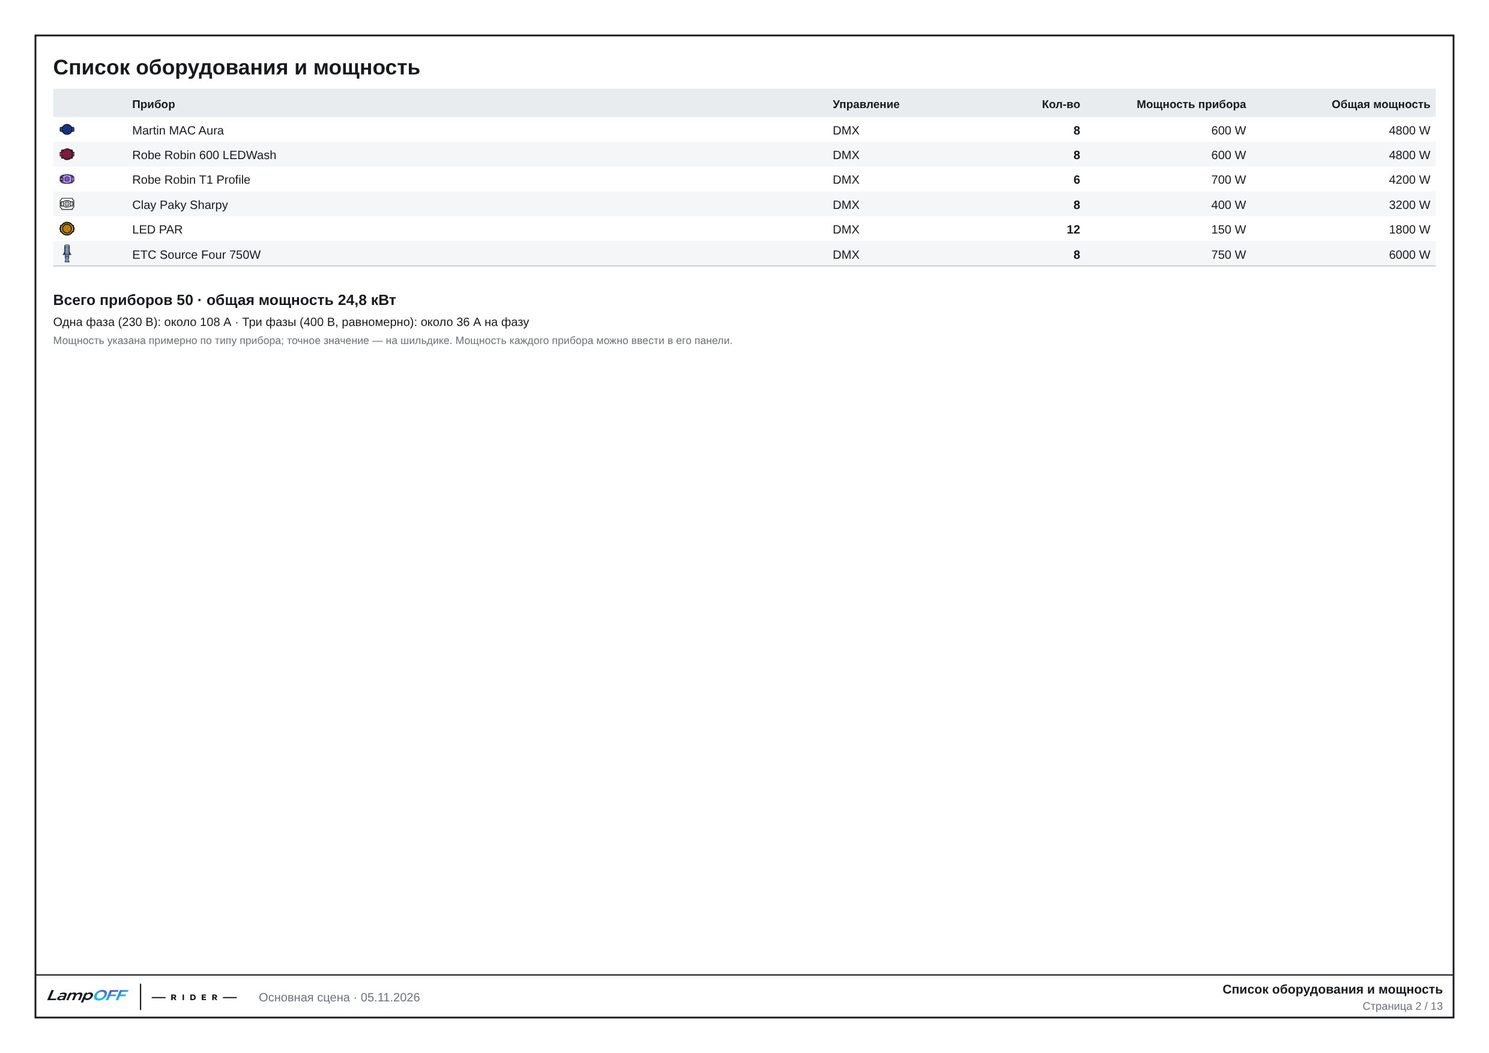 Список оборудования и мощность
Прибор Управление Кол-во Мощность прибора Общая мощность
Martin MAC Aura DMX 8 600 W 4800 W
Robe Robin 600 LEDWash DMX 8 600 W 4800 W
Robe Robin T1 Profile DMX 6 700 W 4200 W
Clay Paky Sharpy DMX 8 400 W 3200 W
LED PAR DMX 12 150 W 1800 W
ETC Source Four 750W DMX 8 750 W 6000 W
Всего приборов 50 · общая мощность 24,8 кВт
Одна фаза (230 В): около 108 А · Три фазы (400 В, равномерно): около 36 А на фазу
Мощность указана примерно по типу прибора; точное значение — на шильдике. Мощность каждого прибора можно ввести в его панели.
LampOFF — RIDER — Основная сцена · 05.11.2026
Список оборудования и мощность
Страница 2 / 13